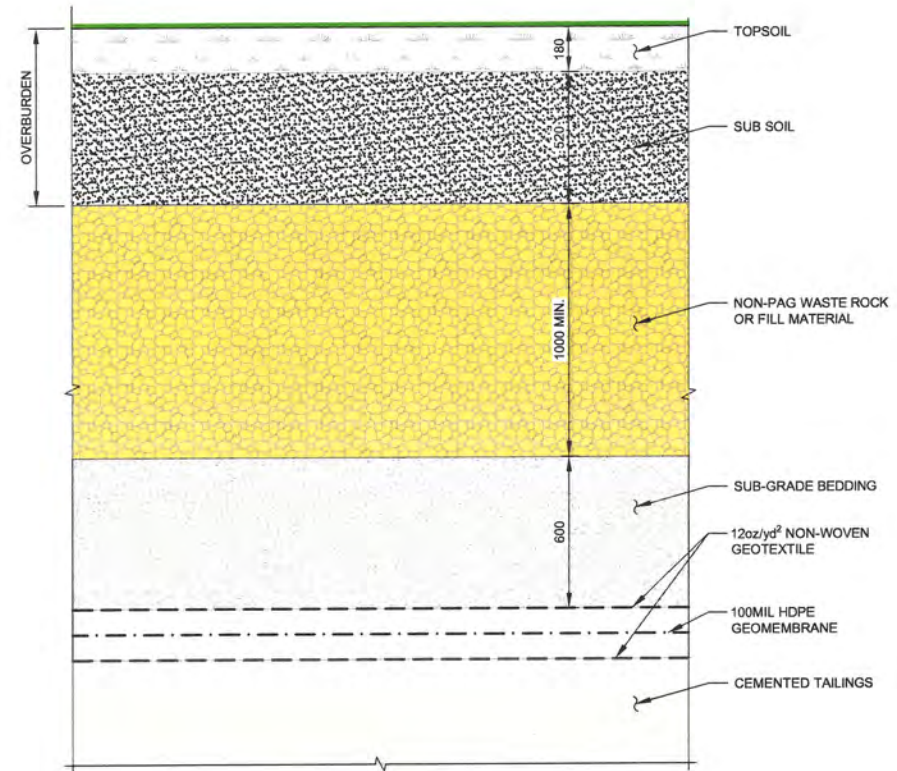 OVERBURDEN
180
TOPSOIL
520
SUB SOIL
1000 MIN.
NON-PAG WASTE ROCK
OR FILL MATERIAL
600
SUB-GRADE BEDDING
12oz/yd² NON-WOVEN
GEOTEXTILE
100MIL HDPE
GEOMEMBRANE
CEMENTED TAILINGS